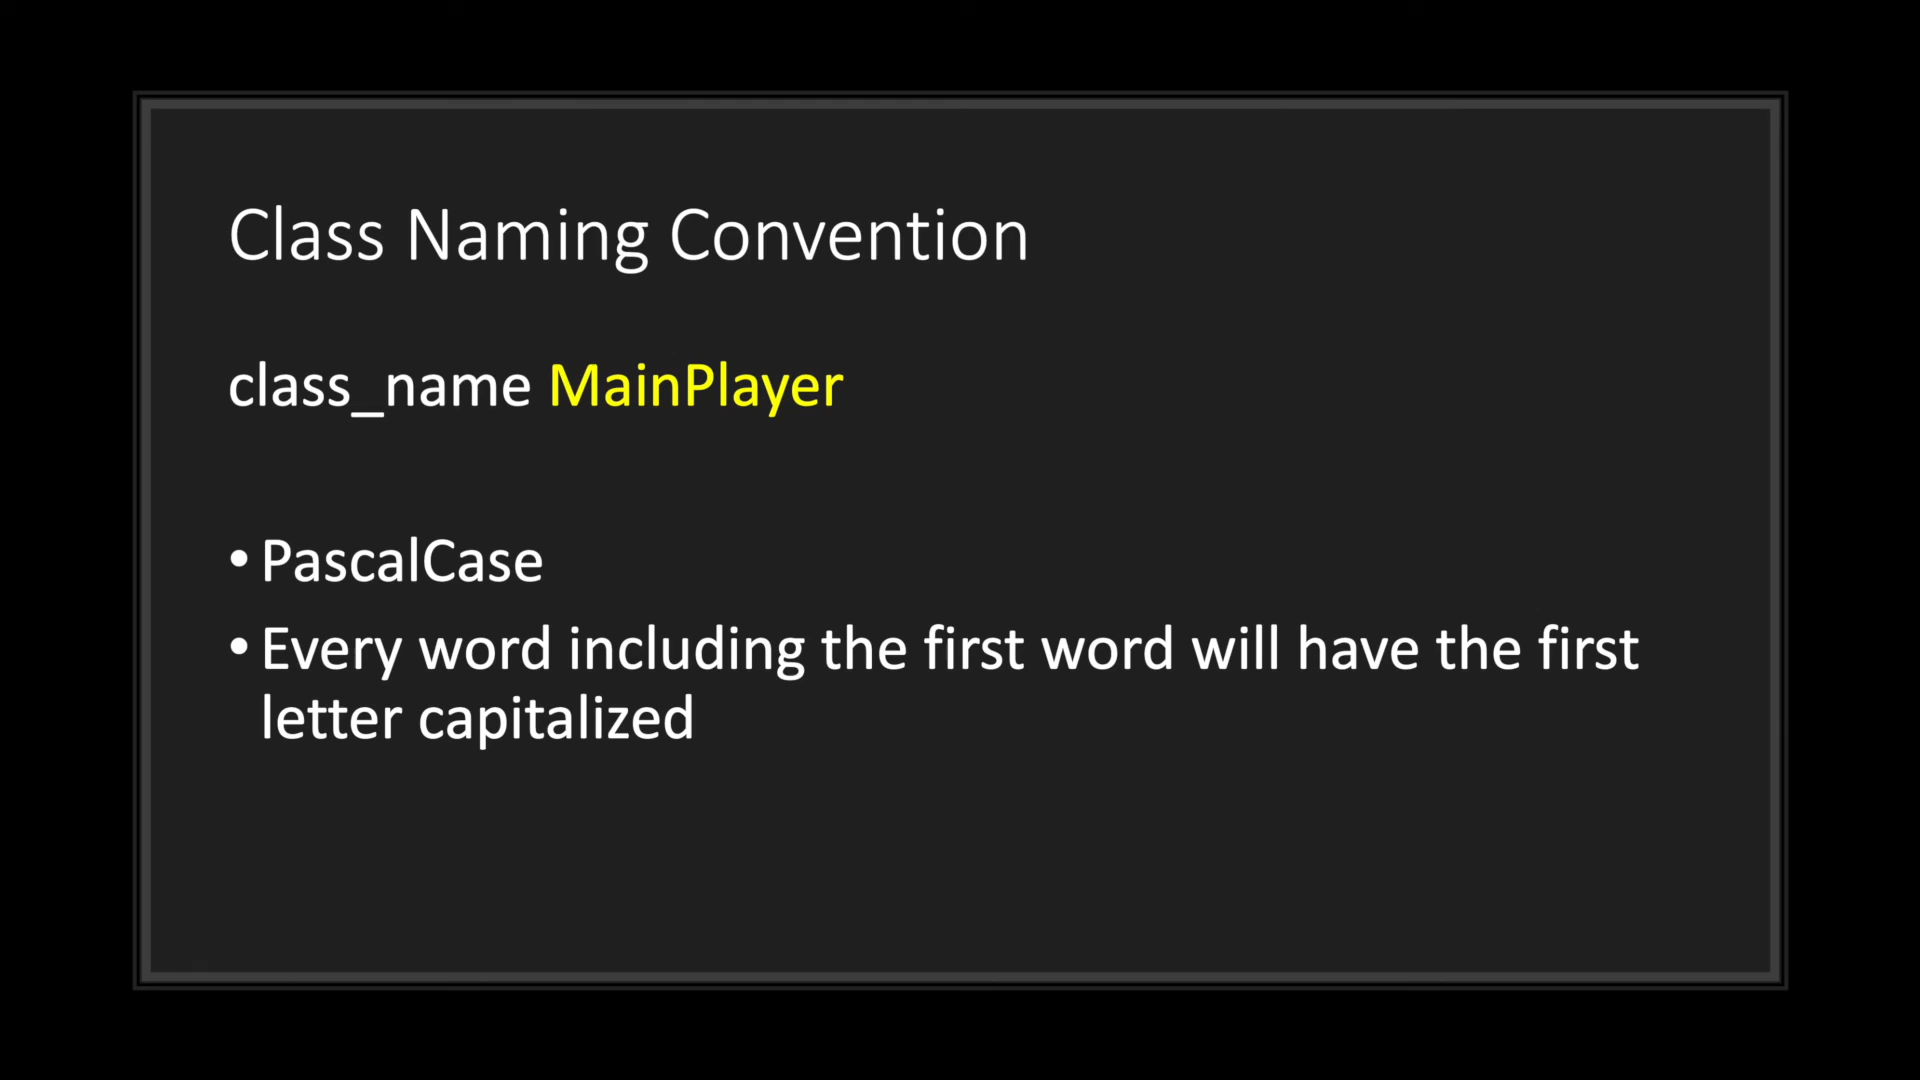 Class Naming Convention
class_name MainPlayer
• PascalCase
• Every word including the first word will have the first
letter capitalized